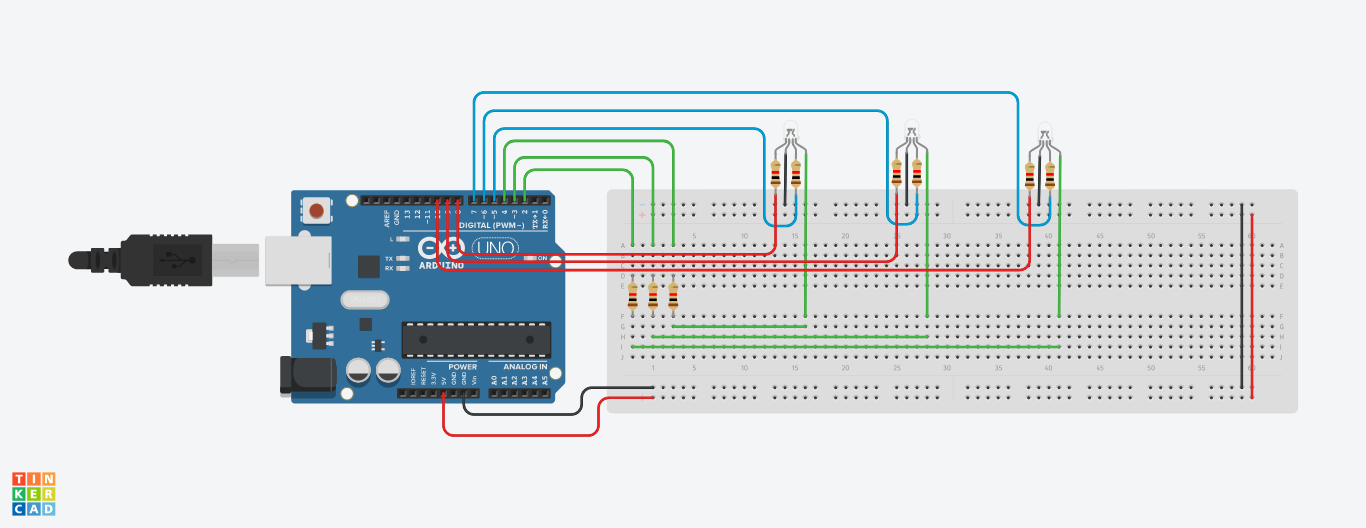 AREF
GND
13
12
~11
7
~6
~5
4
~3
2
TX→1
RX←0
DIGITAL (PWM~)
L
TX
RX
UNO
ON
ARDUINO
POWER
ANALOG IN
IOREF
RESET
3.3V
5V
GND
GND
Vin
A0
A1
A2
A3
A4
A5
5 10 15 20 25 30 35 40 45 50 55 60
A A
B B
C C
D D
E E
F F
G G
H H
I I
J J
1 5 10 15 20 25 30 35 40 45 50 55 60
TIN
KER
CAD